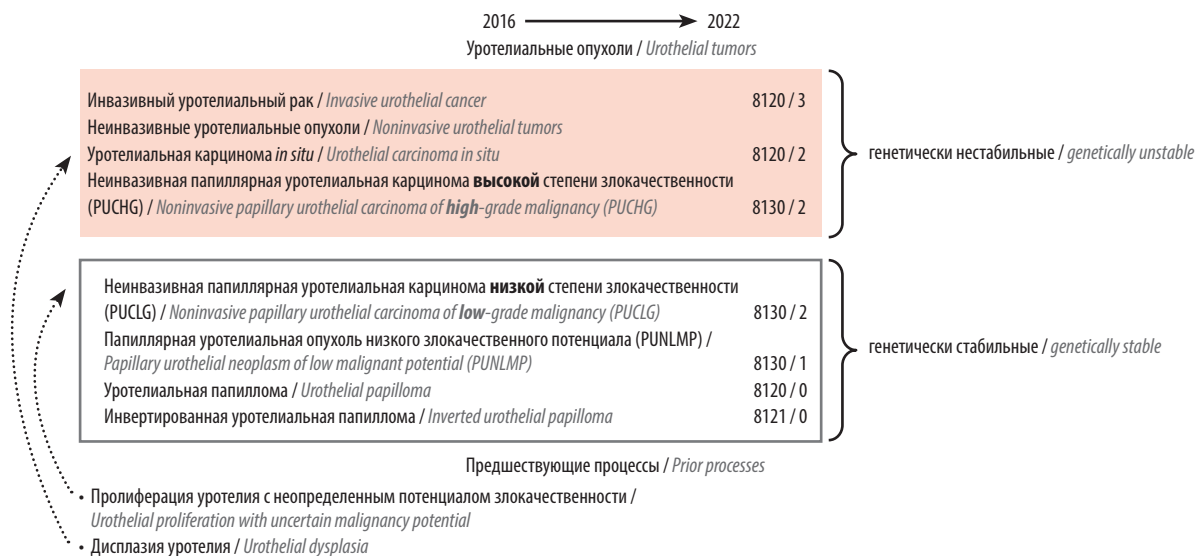 2016 → 2022
Уротелиальные опухоли / Urothelial tumors
Инвазивный уротелиальный рак / Invasive urothelial cancer 8120 / 3
Неинвазивные уротелиальные опухоли / Noninvasive urothelial tumors
Уротелиальная карцинома in situ / Urothelial carcinoma in situ 8120 / 2
Неинвазивная папиллярная уротелиальная карцинома высокой степени злокачественности
(PUCHG) / Noninvasive papillary urothelial carcinoma of high-grade malignancy (PUCHG) 8130 / 2
генетически нестабильные / genetically unstable
Неинвазивная папиллярная уротелиальная карцинома низкой степени злокачественности
(PUCLG) / Noninvasive papillary urothelial carcinoma of low-grade malignancy (PUCLG) 8130 / 2
Папиллярная уротелиальная опухоль низкого злокачественного потенциала (PUNLMP) /
Papillary urothelial neoplasm of low malignant potential (PUNLMP) 8130 / 1
Уротелиальная папиллома / Urothelial papilloma 8120 / 0
Инвертированная уротелиальная папиллома / Inverted urothelial papilloma 8121 / 0
генетически стабильные / genetically stable
Предшествующие процессы / Prior processes
• Пролиферация уротелия с неопределенным потенциалом злокачественности /
Urothelial proliferation with uncertain malignancy potential
• Дисплазия уротелия / Urothelial dysplasia